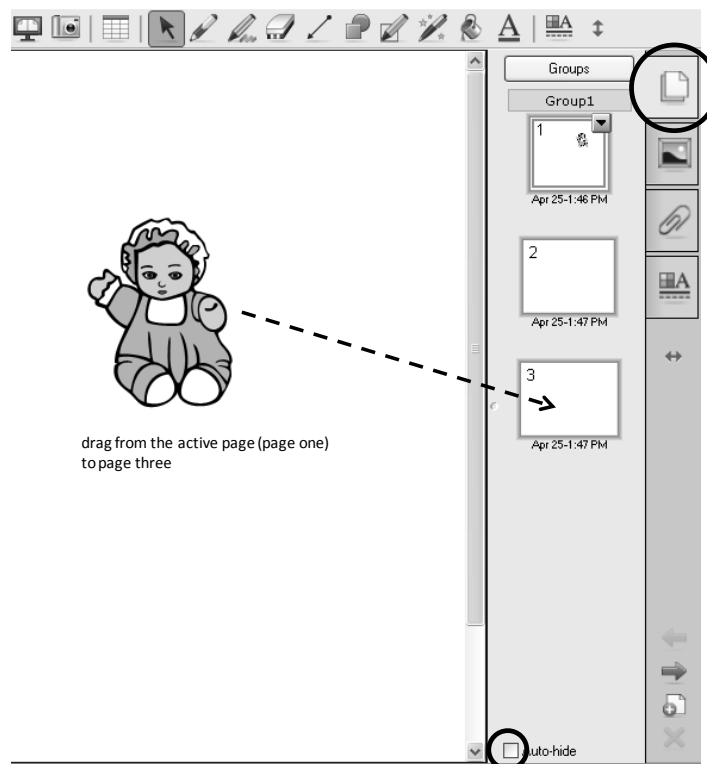 A
A
Groups
Group1
1
Apr 25-1:46 PM
2
Apr 25-1:47 PM
A
3
Apr 25-1:47 PM
drag from the active page (page one)
to page three
Auto-hide